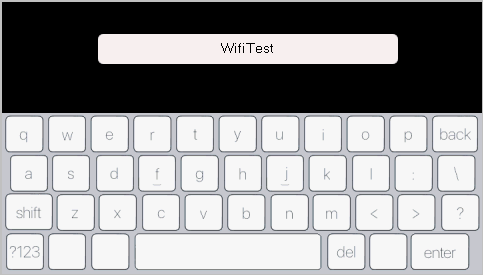 WifiTest
q w e r t y u i o p back
a s d f g h j k l : \
shift z x c v b n m < > ?
?123 del enter